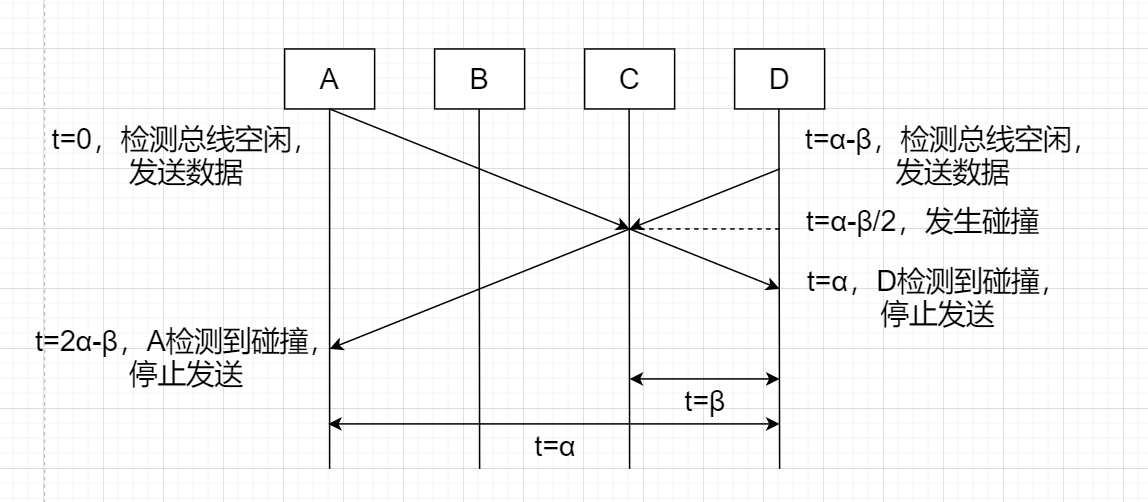 A
B
C
D
t=0，检测总线空闲，
发送数据
t=α-β，检测总线空闲，
发送数据
t=α-β/2，发生碰撞
t=α，D检测到碰撞，
停止发送
t=2α-β，A检测到碰撞，
停止发送
t=β
t=α